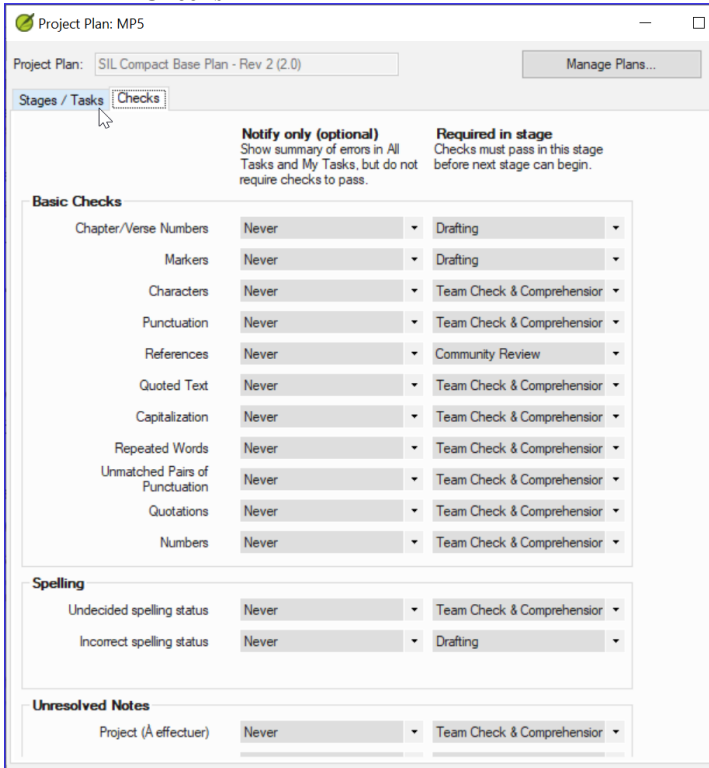 Project Plan: MP5
Project Plan: SIL Compact Base Plan - Rev 2 (2.0) Manage Plans...
Stages / Tasks Checks
Notify only (optional) Required in stage
Show summary of errors in All Checks must pass in this stage
Tasks and My Tasks, but do not before next stage can begin.
require checks to pass.
Basic Checks
Chapter/Verse Numbers Never Drafting
Markers Never Drafting
Characters Never Team Check & Comprehension
Punctuation Never Team Check & Comprehension
References Never Community Review
Quoted Text Never Team Check & Comprehension
Capitalization Never Team Check & Comprehension
Repeated Words Never Team Check & Comprehension
Unmatched Pairs of
Punctuation Never Team Check & Comprehension
Quotations Never Team Check & Comprehension
Numbers Never Team Check & Comprehension
Spelling
Undecided spelling status Never Team Check & Comprehension
Incorrect spelling status Never Drafting
Unresolved Notes
Project (À effectuer) Never Team Check & Comprehension